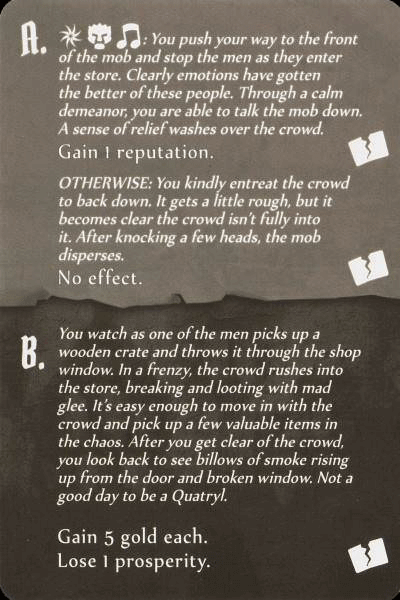 A.
: You push your way to the front
of the mob and stop the men as they enter
the store. Clearly emotions have gotten
the better of these people. Through a calm
demeanor, you are able to talk the mob down.
A sense of relief washes over the crowd.
Gain 1 reputation.
OTHERWISE: You kindly entreat the crowd
to back down. It gets a little rough, but it
becomes clear the crowd isn't fully into
it. After knocking a few heads, the mob
disperses.
No effect.
B.
You watch as one of the men picks up a
wooden crate and throws it through the shop
window. In a frenzy, the crowd rushes into
the store, breaking and looting with mad
glee. It's easy enough to move in with the
crowd and pick up a few valuable items in
the chaos. After you get clear of the crowd,
you look back to see billows of smoke rising
up from the door and broken window. Not a
good day to be a Quatryl.
Gain 5 gold each.
Lose 1 prosperity.